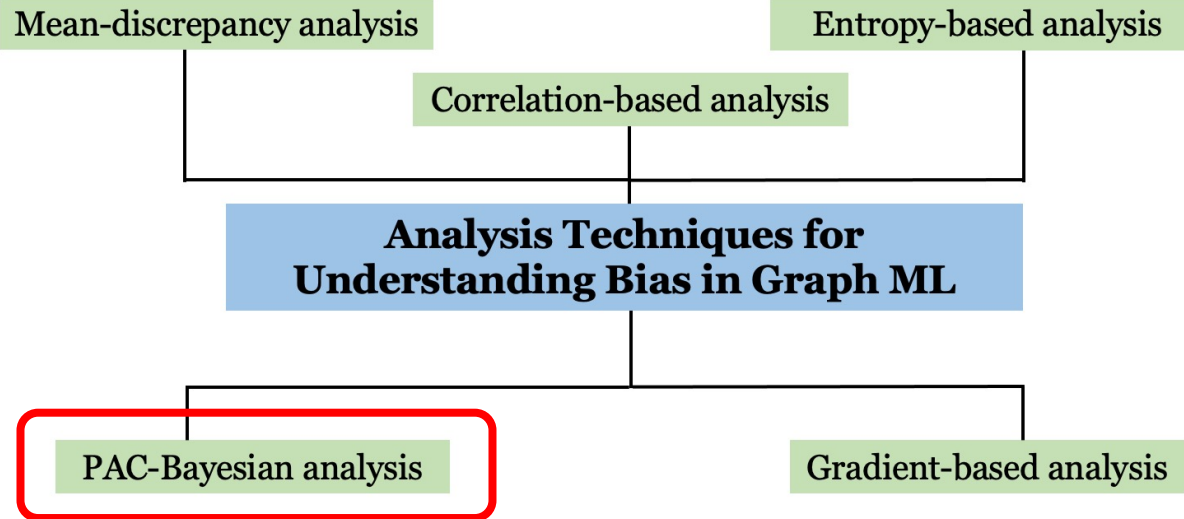 Mean-discrepancy analysis
Entropy-based analysis
Correlation-based analysis
Analysis Techniques for
Understanding Bias in Graph ML
PAC-Bayesian analysis
Gradient-based analysis